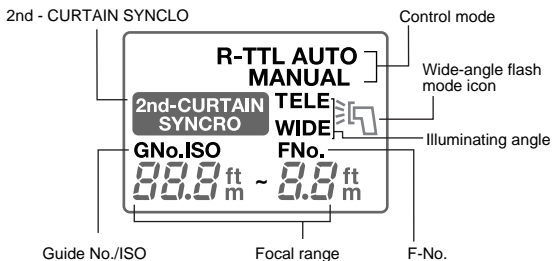 2nd - CURTAIN SYNCLO
Control mode
R-TTL AUTO
MANUAL
Wide-angle flash
mode icon
2nd-CURTAIN
SYNCRO
TELE
WIDE
Illuminating angle
GNo.ISO
FNo.
88.8 ft
m
~
8.8 ft
m
Guide No./ISO
Focal range
F-No.